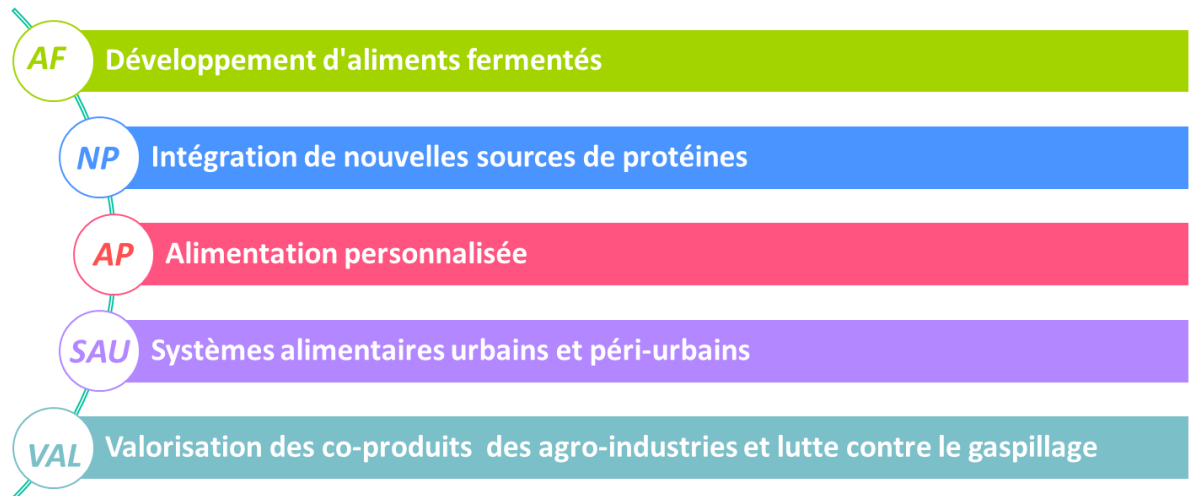 AF Développement d'aliments fermentés
NP Intégration de nouvelles sources de protéines
AP Alimentation personnalisée
SAU Systèmes alimentaires urbains et péri-urbains
VAL Valorisation des co-produits  des agro-industries et lutte contre le gaspillage